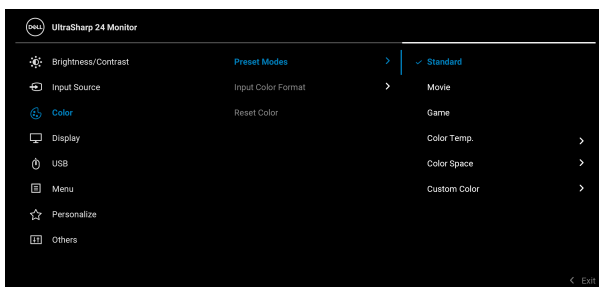 DELL UltraSharp 24 Monitor
Brightness/Contrast Preset Modes Standard
Input Source Input Color Format Movie
Color Reset Color Game
Display Color Temp.
USB Color Space
Menu Custom Color
Personalize
Others
Exit